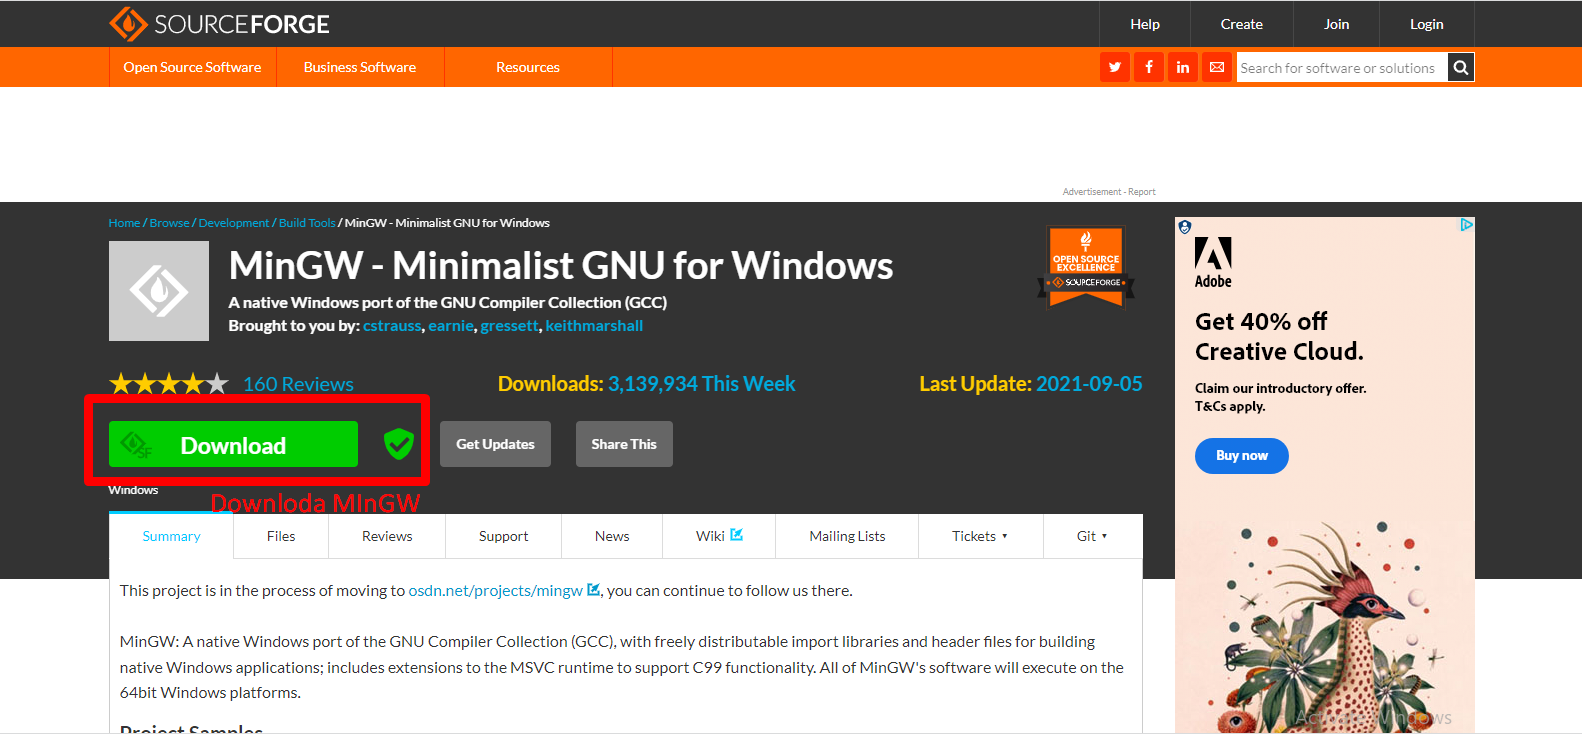 SOURCEFORGE
Help
Create
Join
Login
Open Source Software
Business Software
Resources
Search for software or solutions
Advertisement - Report
Home / Browse / Development / Build Tools / MinGW - Minimalist GNU for Windows
MinGW - Minimalist GNU for Windows
A native Windows port of the GNU Compiler Collection (GCC)
Brought to you by: cstrauss, earnie, gressett, keithmarshall
OPEN SOURCE
EXCELLENCE
SOURCEFORGE
160 Reviews
Downloads: 3,139,934 This Week
Last Update: 2021-09-05
SF
Download
Get Updates
Share This
Windows
Downloda MInGW
Summary
Files
Reviews
Support
News
Wiki
Mailing Lists
Tickets
Git
This project is in the process of moving to osdn.net/projects/mingw, you can continue to follow us there.
MinGW: A native Windows port of the GNU Compiler Collection (GCC), with freely distributable import libraries and header files for building
native Windows applications; includes extensions to the MSVC runtime to support C99 functionality. All of MinGW's software will execute on the
64bit Windows platforms.
Project Samples
Adobe
Get 40% off
Creative Cloud.
Claim our introductory offer.
T&Cs apply.
Buy now
Activate Windows